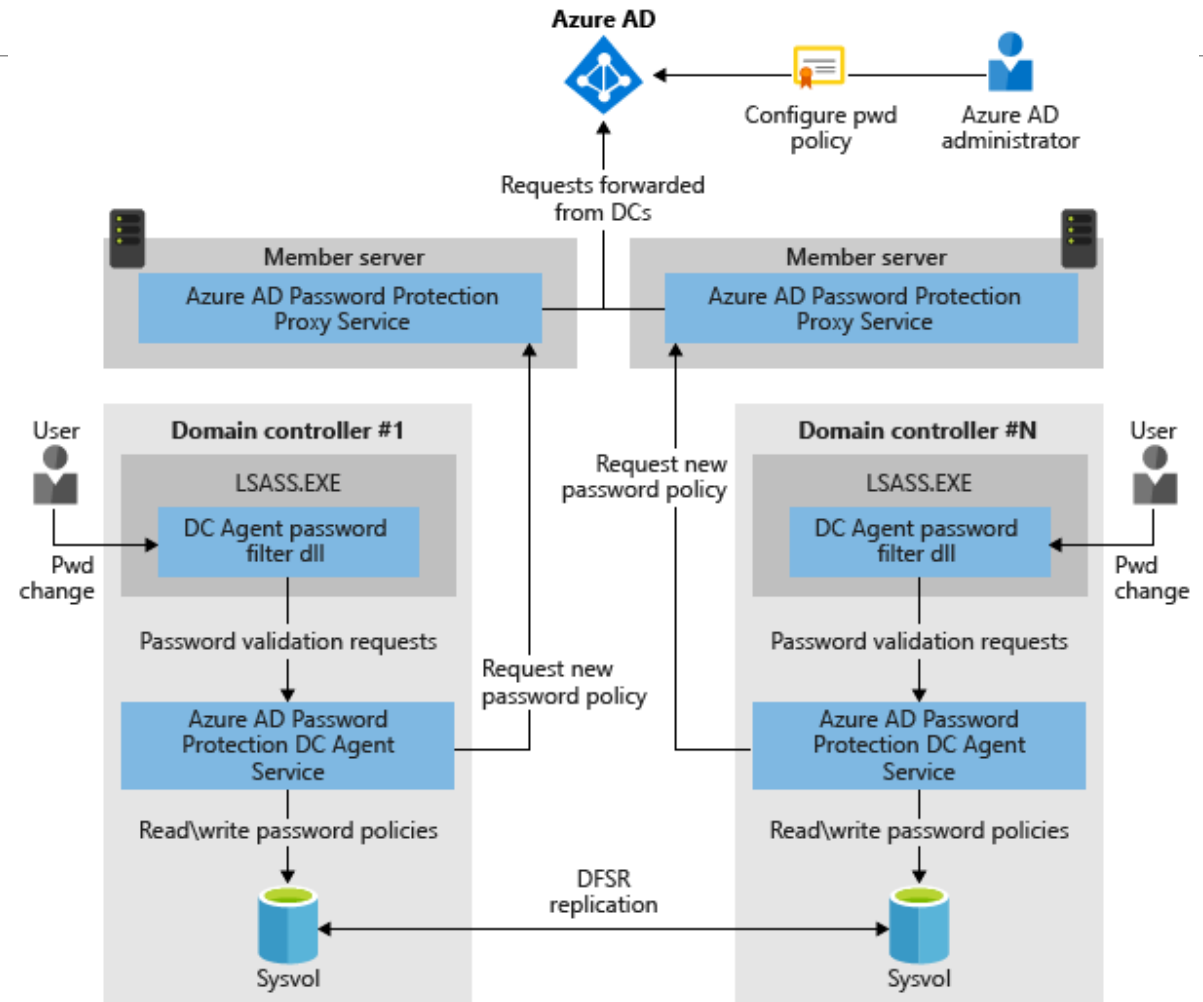 Azure AD
Configure pwd
policy
Azure AD
administrator
Requests forwarded
from DCs
Member server
Azure AD Password Protection
Proxy Service
Member server
Azure AD Password Protection
Proxy Service
User
Domain controller #1
LSASS.EXE
DC Agent password
filter dll
Pwd
change
Password validation requests
Request new
password policy
Azure AD Password
Protection DC Agent
Service
Read\write password policies
Sysvol
DFSR
replication
Domain controller #N
User
Request new
password policy
LSASS.EXE
DC Agent password
filter dll
Pwd
change
Password validation requests
Azure AD Password
Protection DC Agent
Service
Read\write password policies
Sysvol